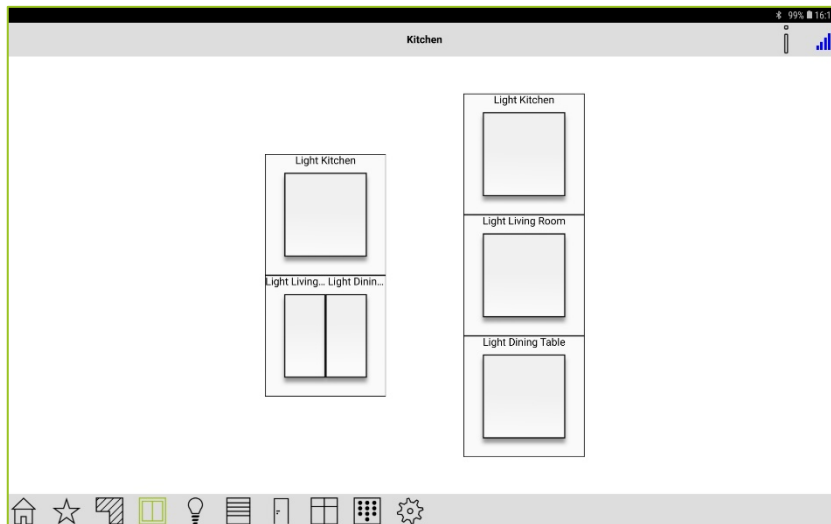 99% 16:1
Kitchen
Light Kitchen
Light Living... Light Dinin...
Light Kitchen
Light Living Room
Light Dining Table